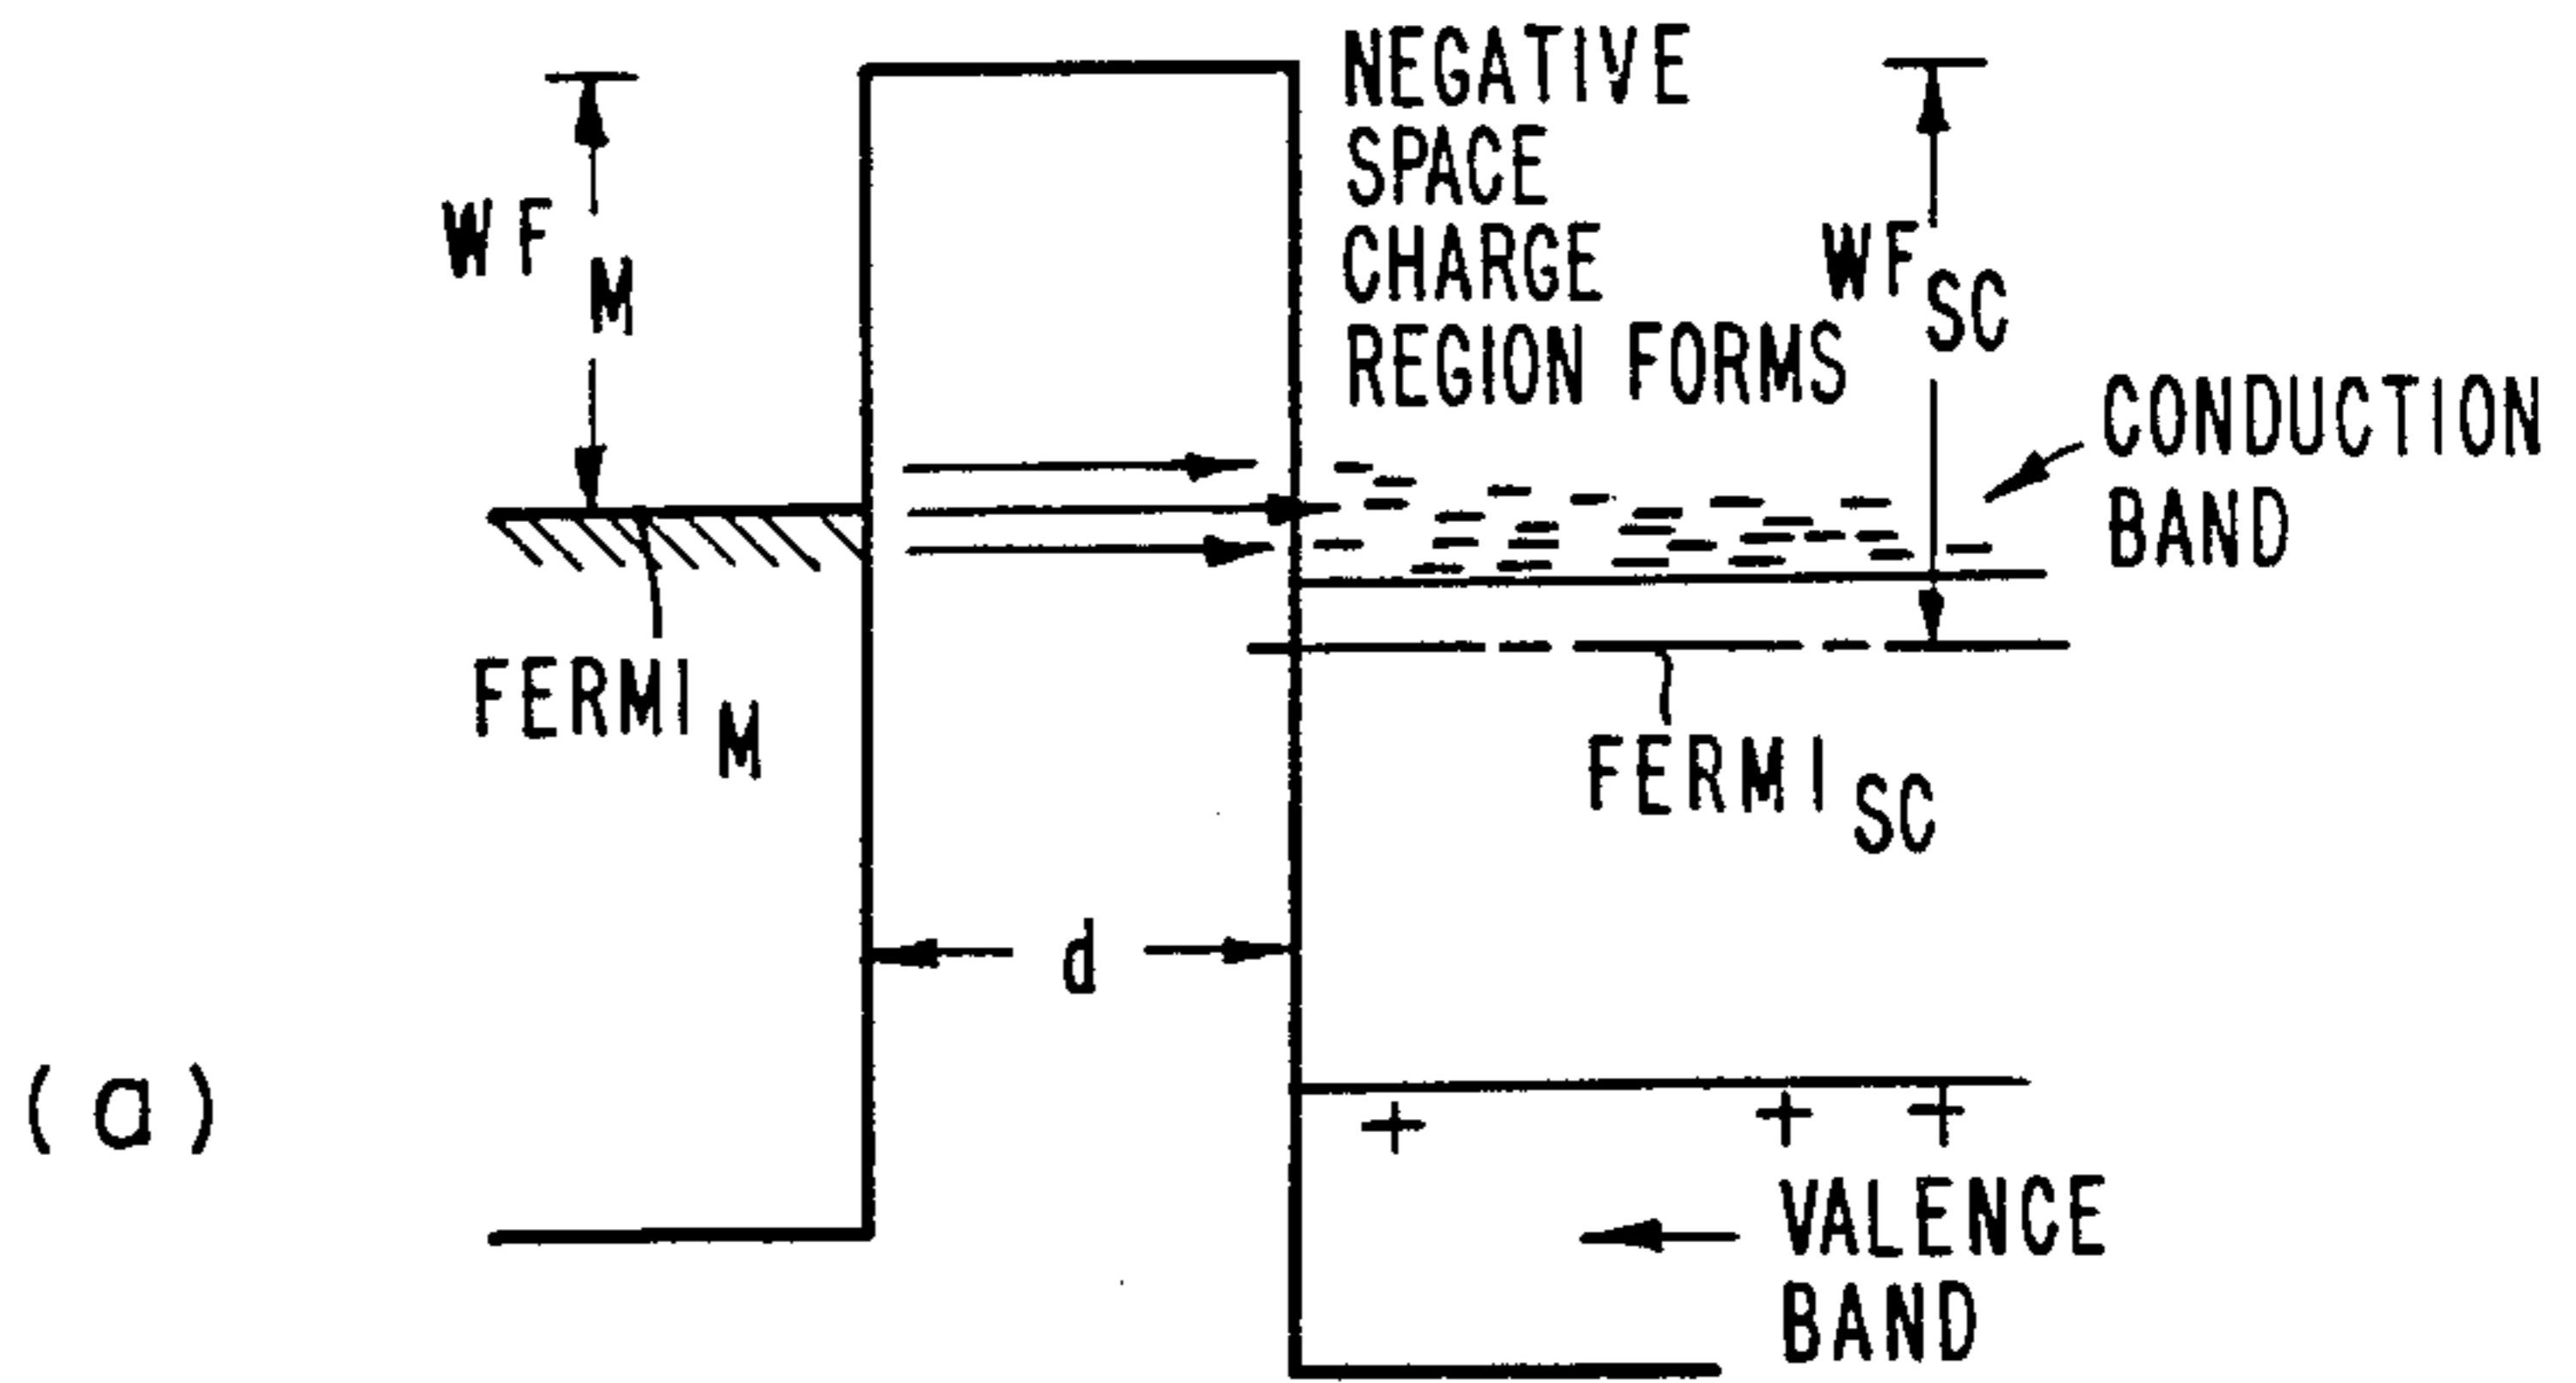 NEGATIVE
SPACE
CHARGE
REGION FORMS
WF M
WF SC
CONDUCTION
BAND
FERMI M
FERMI SC
d
(a)
VALENCE
BAND